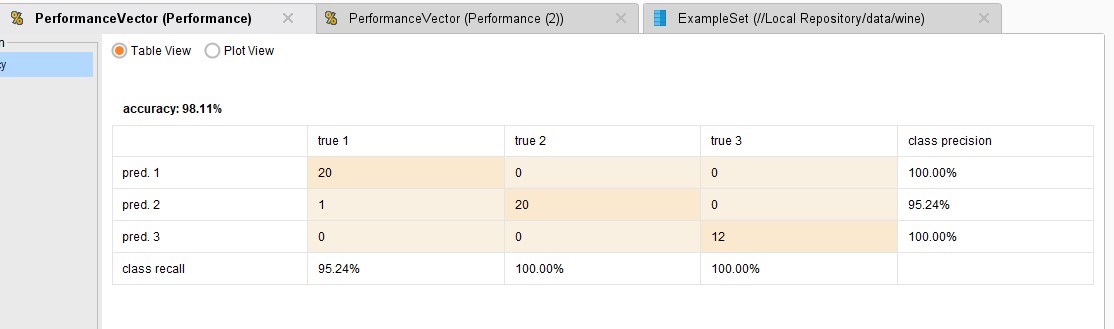 PerformanceVector (Performance) PerformanceVector (Performance (2)) ExampleSet (//Local Repository/data/wine)
Table View Plot View
accuracy: 98.11%
true 1 true 2 true 3 class precision
pred. 1 20 0 0 100.00%
pred. 2 1 20 0 95.24%
pred. 3 0 0 12 100.00%
class recall 95.24% 100.00% 100.00%